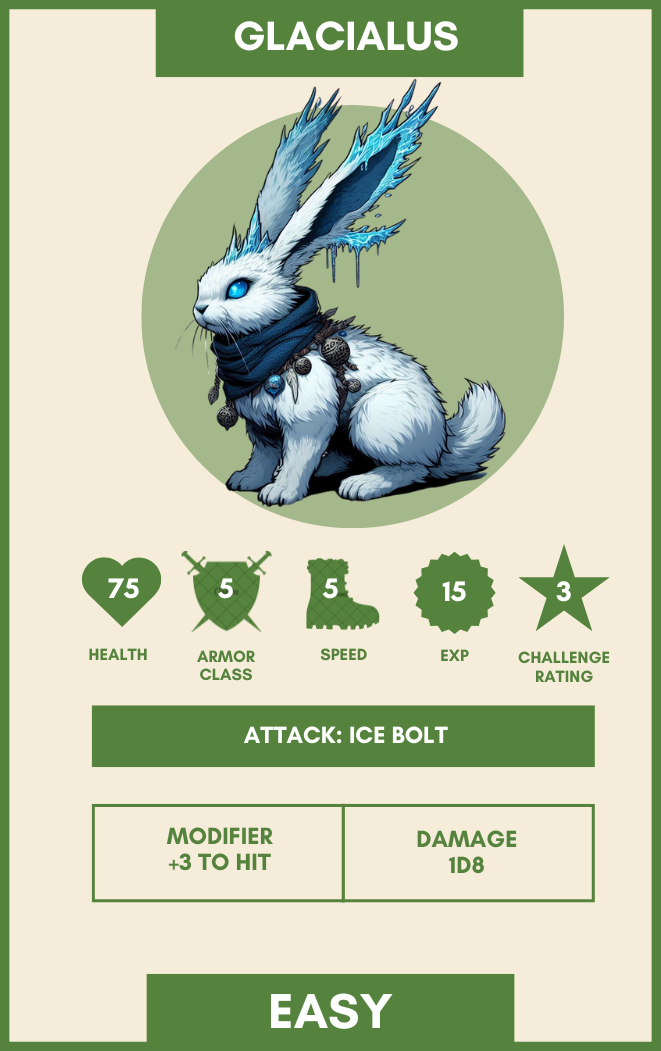 GLACIALUS
75
5
5
15
3
HEALTH
ARMOR
CLASS
SPEED
EXP
CHALLENGE
RATING
ATTACK: ICE BOLT
MODIFIER
+3 TO HIT
DAMAGE
1D8
EASY